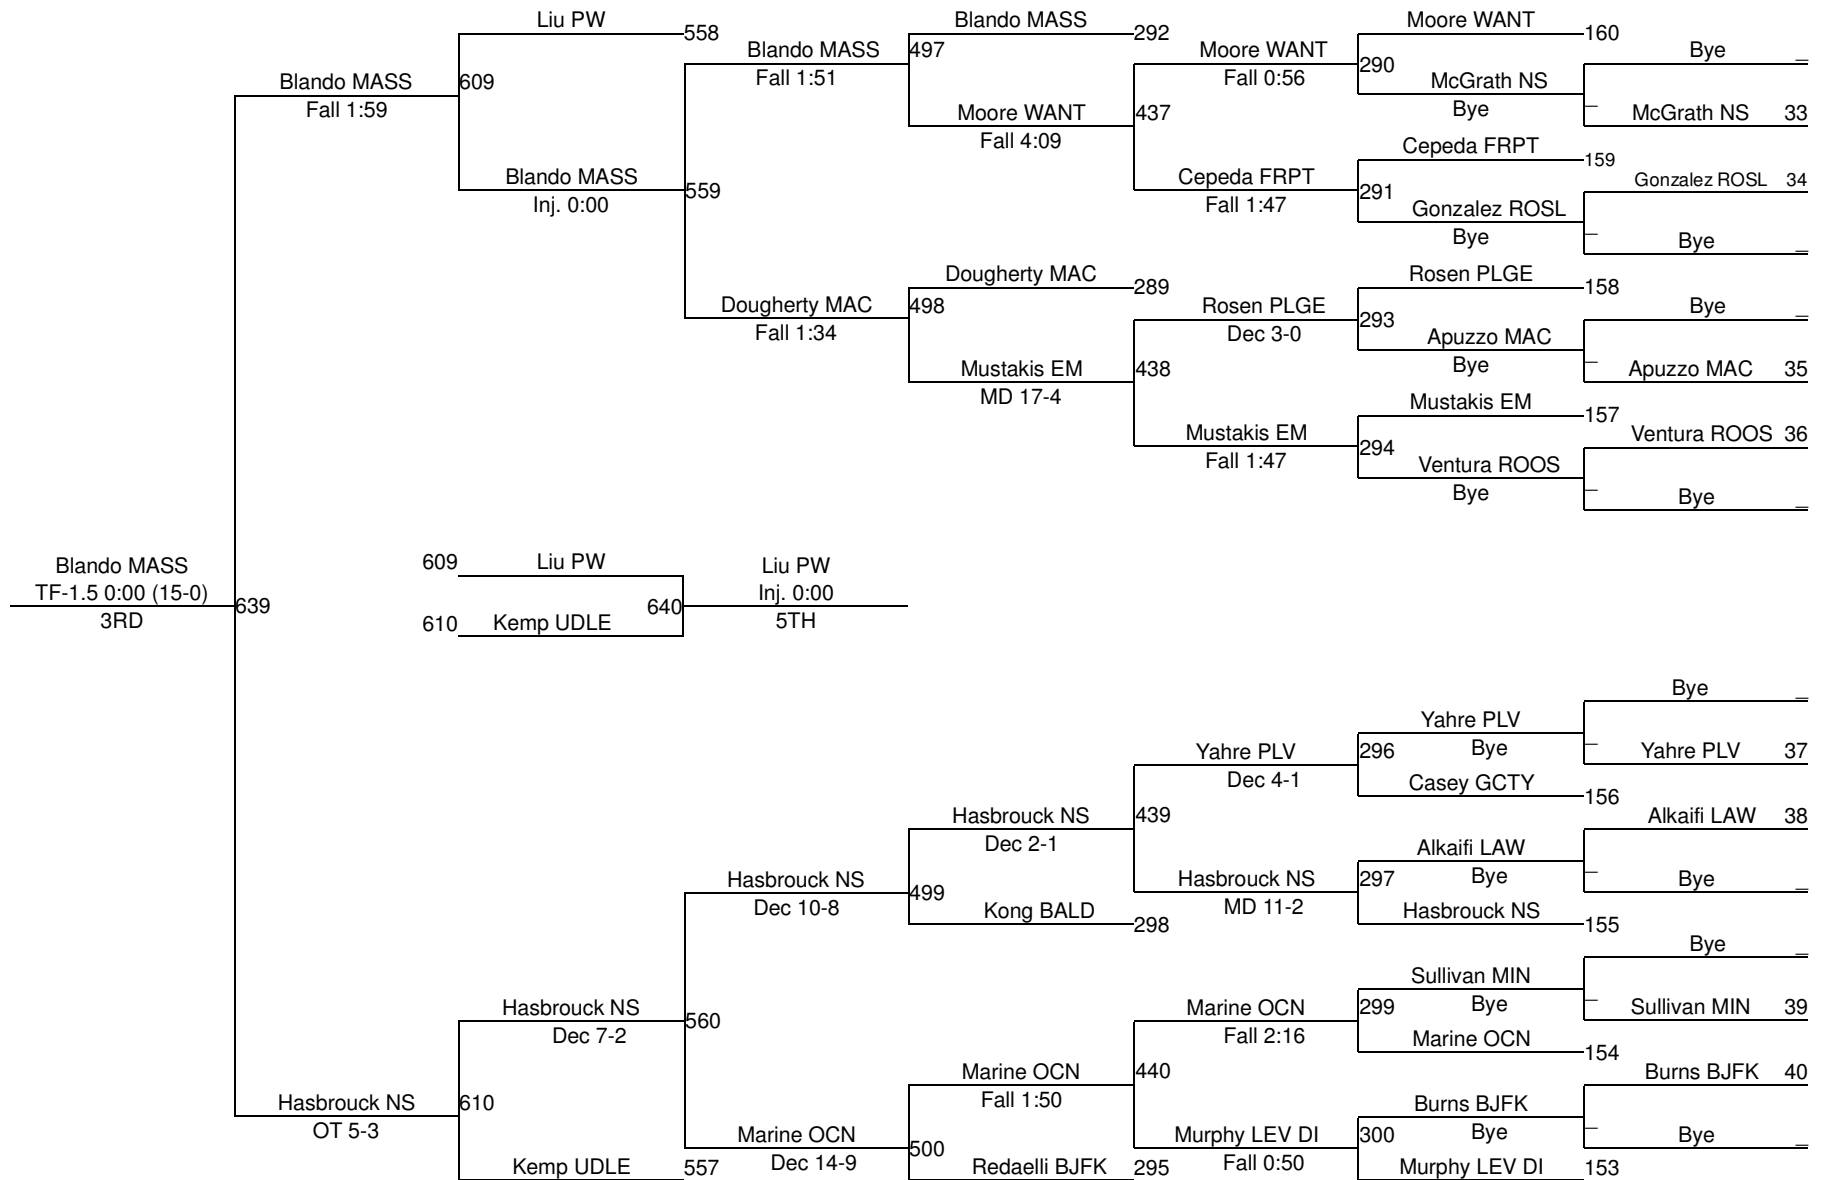 Liu PW
558
Blando MASS
Fall 1:59
609
Blando MASS
Inj. 0:00
559
Blando MASS
Fall 1:51
497
Blando MASS
292
Moore WANT
Fall 4:09
437
Moore WANT
Fall 0:56
290
Moore WANT
160
McGrath NS
Bye
Bye _
_
McGrath NS 33
Cepeda FRPT
Fall 1:47
291
Cepeda FRPT
159
Gonzalez ROSL
Bye
Gonzalez ROSL 34
_
Bye _
Dougherty MAC
Fall 1:34
498
Dougherty MAC
289
Mustakis EM
MD 17-4
438
Rosen PLGE
Dec 3-0
293
Rosen PLGE
158
Apuzzo MAC
Bye
Bye _
_
Apuzzo MAC 35
Mustakis EM
Fall 1:47
294
Mustakis EM
157
Ventura ROOS
Bye
Ventura ROOS 36
_
Bye _
Blando MASS
TF-1.5 0:00 (15-0)
3RD
639
609 Liu PW
610 Kemp UDLE
640
Liu PW
Inj. 0:00
5TH
Hasbrouck NS
OT 5-3
610
Hasbrouck NS
Dec 7-2
560
Kemp UDLE
557
Hasbrouck NS
Dec 10-8
499
Hasbrouck NS
Dec 2-1
439
Kong BALD
298
Yahre PLV
Dec 4-1
296
Yahre PLV
Bye
Bye _
_
Yahre PLV 37
Casey GCTY
156
Hasbrouck NS
MD 11-2
297
Alkaifi LAW
Bye
Alkaifi LAW 38
_
Bye _
Hasbrouck NS
155
Marine OCN
Dec 14-9
500
Marine OCN
Fall 1:50
440
Redaelli BJFK
295
Marine OCN
Fall 2:16
299
Sullivan MIN
Bye
Bye _
_
Sullivan MIN 39
Marine OCN
154
Murphy LEV DI
Fall 0:50
300
Burns BJFK
Bye
Burns BJFK 40
_
Bye _
Murphy LEV DI
153